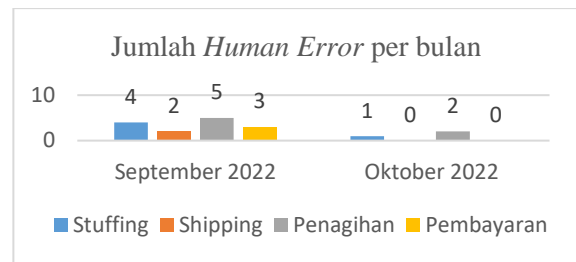 Jumlah Human Error per bulan
4 2 5 3 1 0 2 0
10
0
September 2022 Oktober 2022
Stuffing Shipping Penagihan Pembayaran